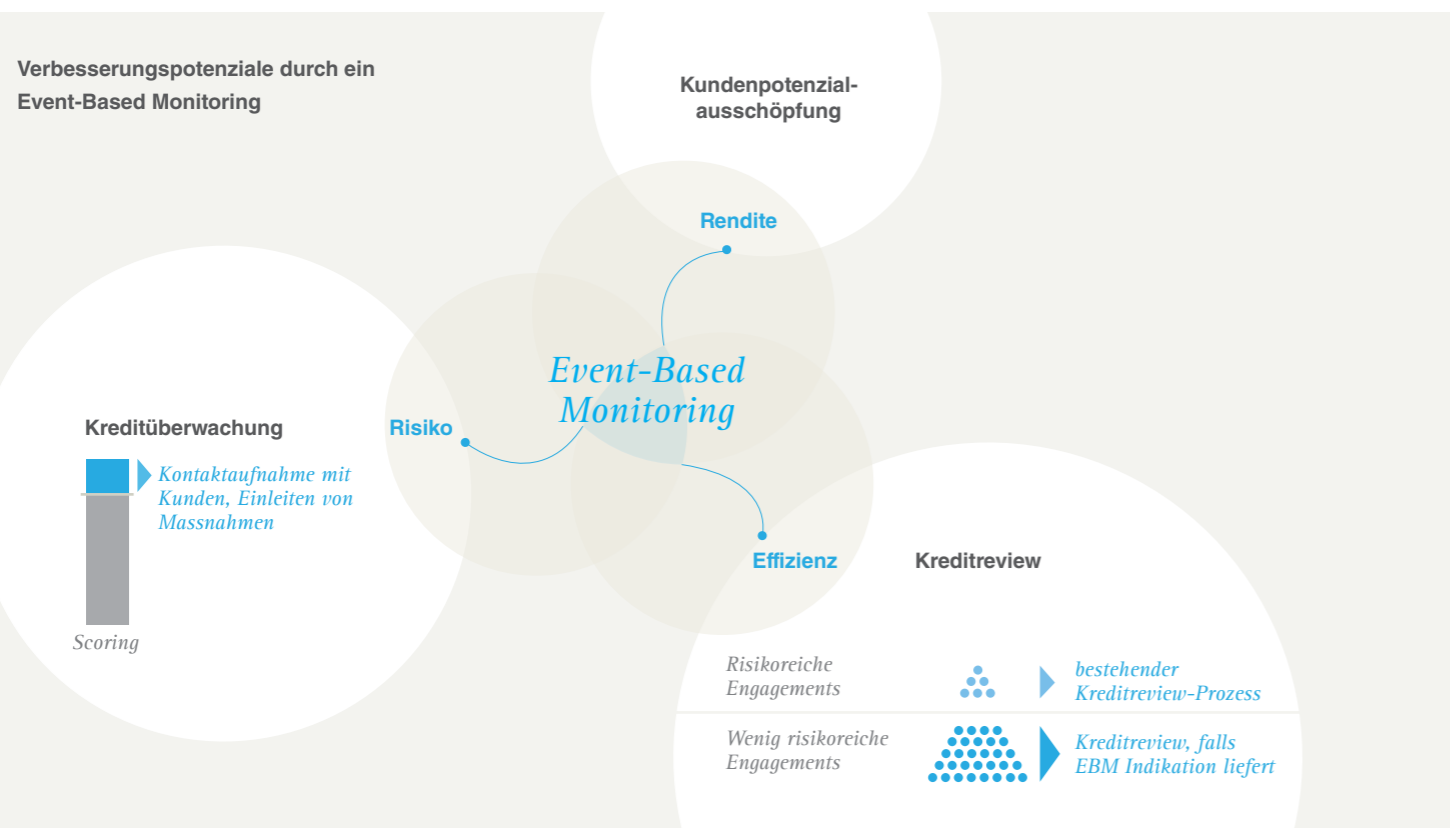 Verbesserungspotenziale durch ein
Event-Based Monitoring
Kundenpotenzial-
ausschöpfung
Rendite
Event-Based
Monitoring
Risiko
Kreditüberwachung
Kontaktaufnahme mit
Kunden, Einleiten von
Massnahmen
Scoring
Effizienz
Kreditreview
Risikoreiche
Engagements
bestehender
Kreditreview-Prozess
Wenig risikoreiche
Engagements
Kreditreview, falls
EBM Indikation liefert